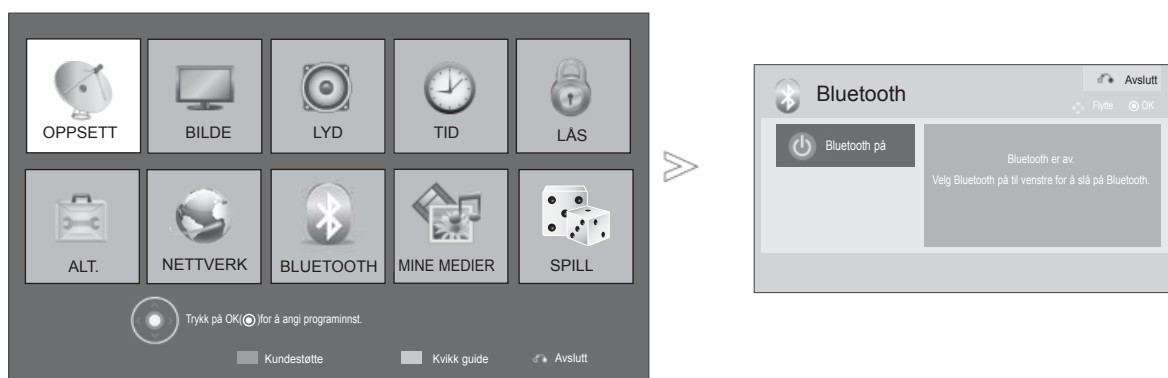 OPPSETT BILDE LYD TID LÅS
ALT. NETTVERK BLUETOOTH MINE MEDIER SPILL
Trykk på OK(◉)for å angi programinnst.
Kundestøtte Kvikk guide Avslutt
Avslutt
Bluetooth
Flytte ◉ OK
Bluetooth på
Bluetooth er av.
Velg Bluetooth på til venstre for å slå på Bluetooth.